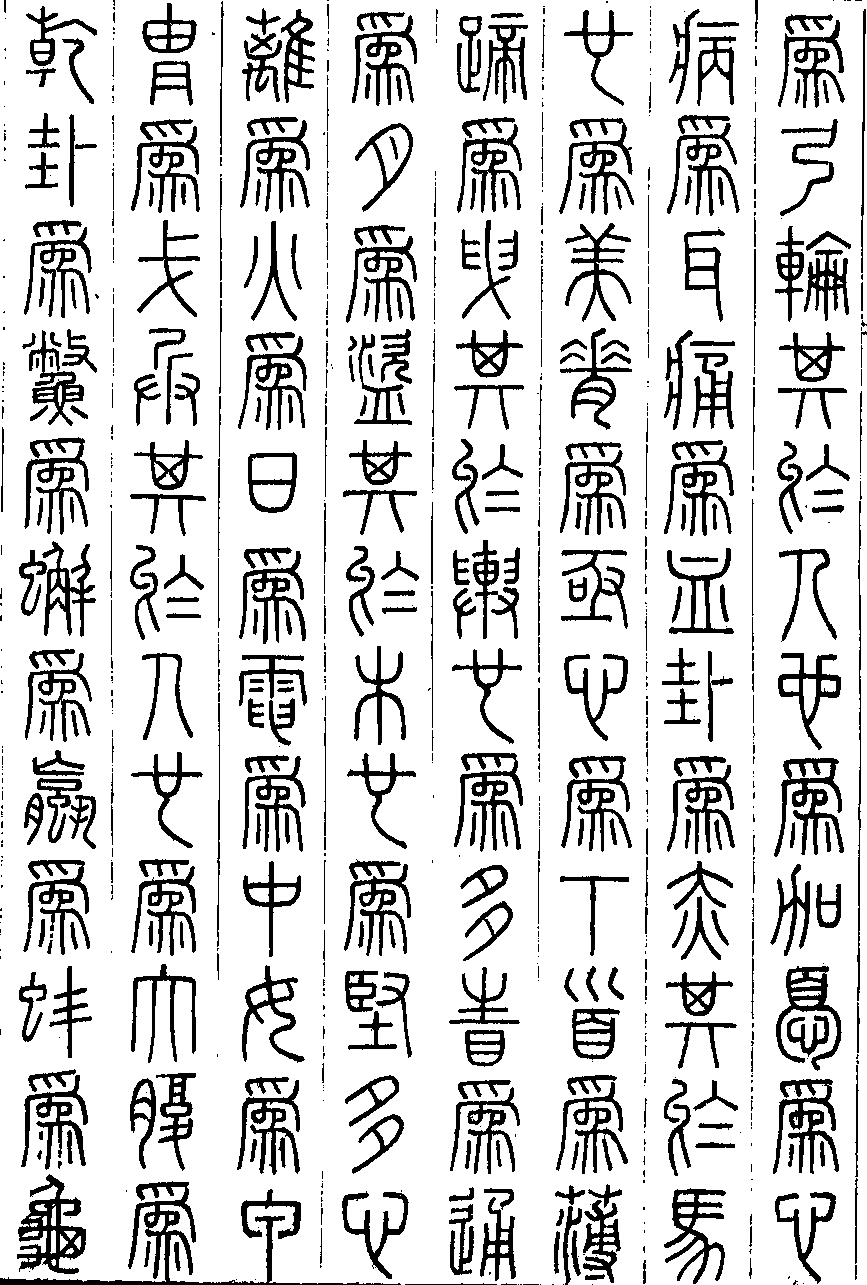 為弓輪其於人也為加憂為心
病為耳痛為血卦為赤其於馬
也為美脊為亟心為下首為薄
蹄為曳其於輿也為多眚為通
為月為盜其於木也為堅多心
離為火為日為電為中女為甲
冑為戈兵其於人也為大腹為
乾卦為鼈為蟹為蠃為蚌為龜